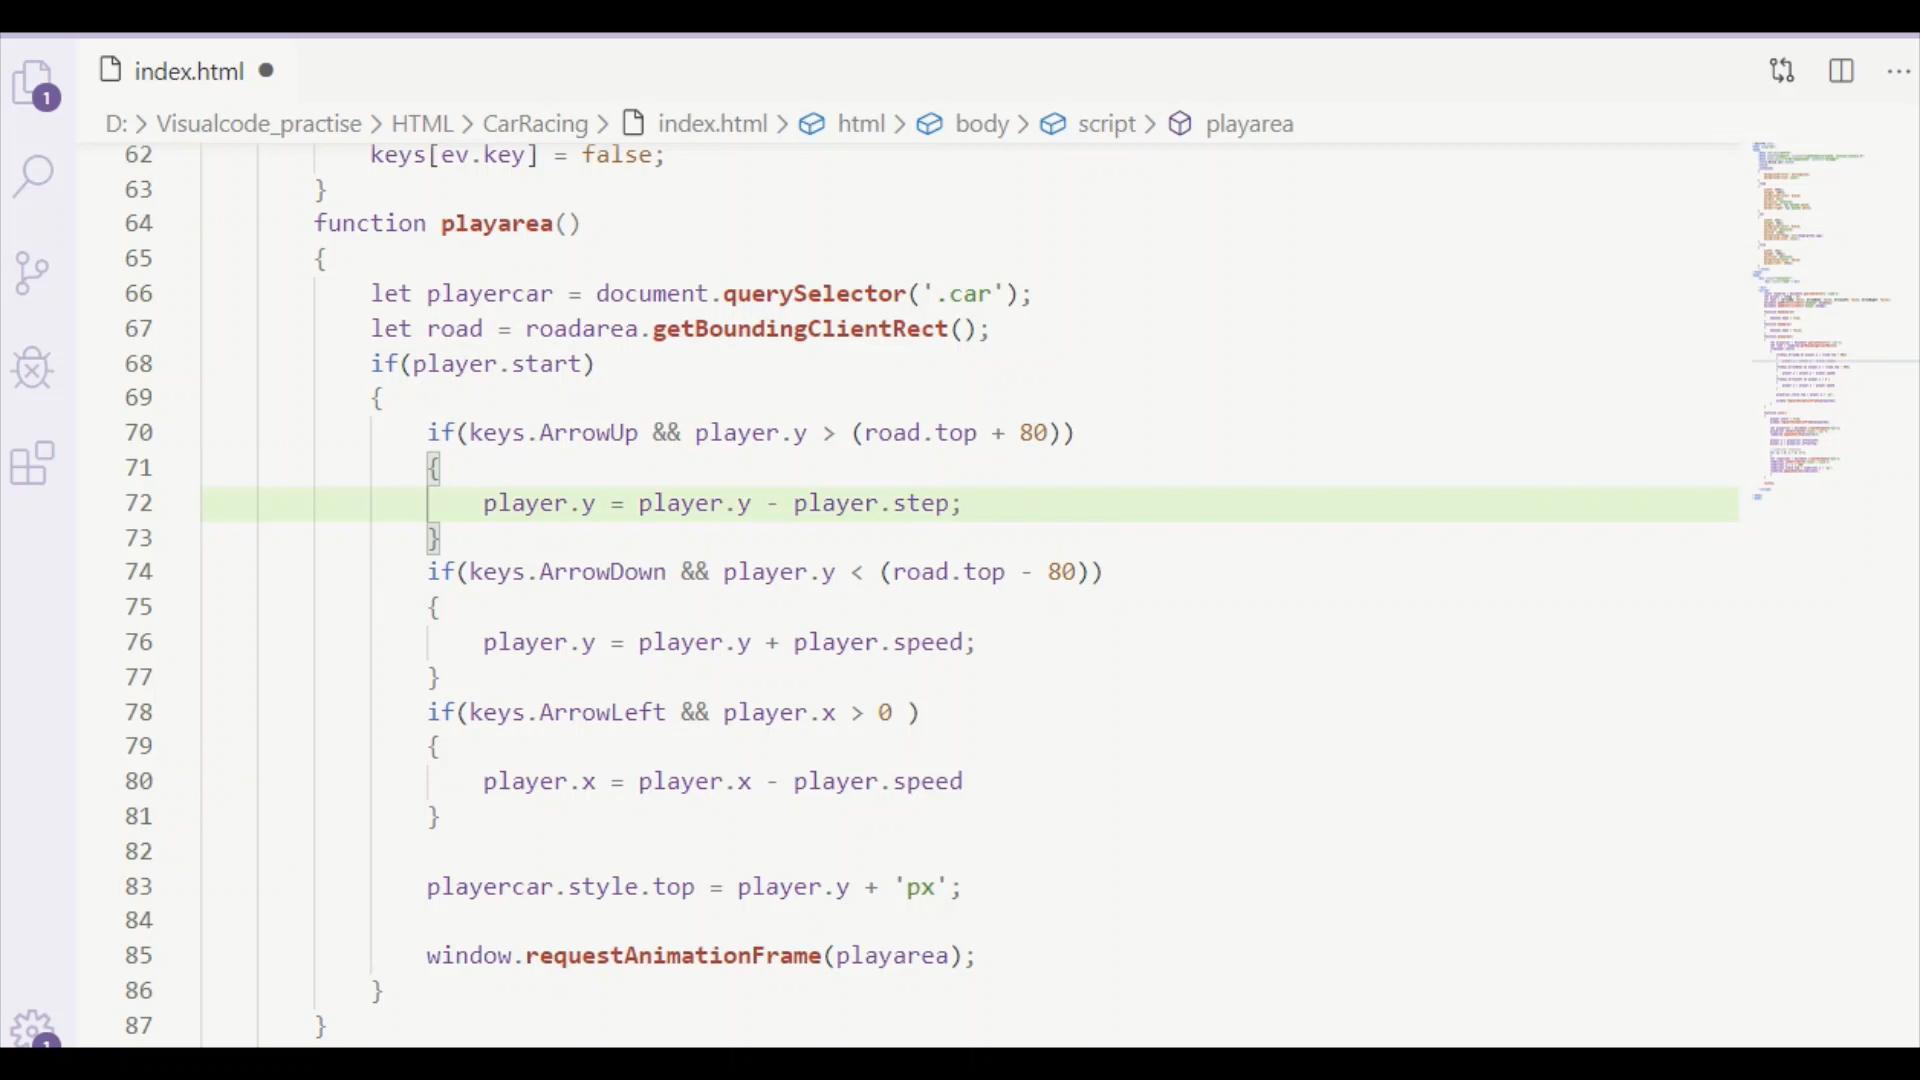 index.html
D: > Visualcode_practise > HTML > CarRacing > index.html > html > body > script > playarea
62 keys[ev.key] = false;
63 }
64 function playarea()
65 {
66 let playercar = document.querySelector('.car');
67 let road = roadarea.getBoundingClientRect();
68 if(player.start)
69 {
70 if(keys.ArrowUp && player.y > (road.top + 80))
71 {
72 player.y = player.y - player.step;
73 }
74 if(keys.ArrowDown && player.y < (road.top - 80))
75 {
76 player.y = player.y + player.speed;
77 }
78 if(keys.ArrowLeft && player.x > 0 )
79 {
80 player.x = player.x - player.speed
81 }
82
83 playercar.style.top = player.y + 'px';
84
85 window.requestAnimationFrame(playarea);
86 }
87 }
1
1